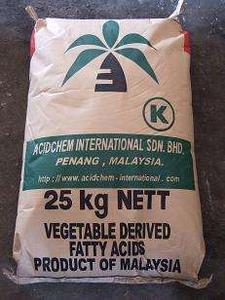 K
ACIDCHEM INTERNATIONAL SDN. BHD.
PENANG, MALAYSIA.
http://www.acidchem-international.com
25 kg NETT
VEGETABLE DERIVED
FATTY ACIDS
PRODUCT OF MALAYSIA